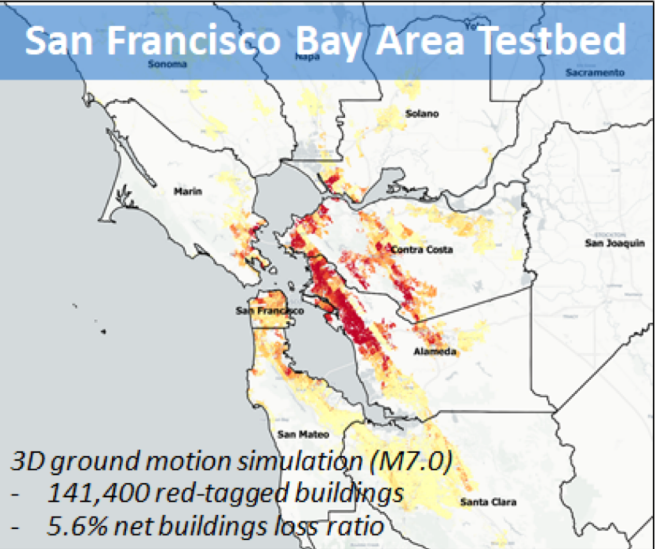 San Francisco Bay Area Testbed
Yolo
Napa
Sonoma
Sacramento
Solano
Marin
STOCKTON
San Joaquin
Contra Costa
San Francisco
Alameda
San Mateo
3D ground motion simulation (M7.0)
- 141,400 red-tagged buildings
Santa Clara
- 5.6% net buildings loss ratio